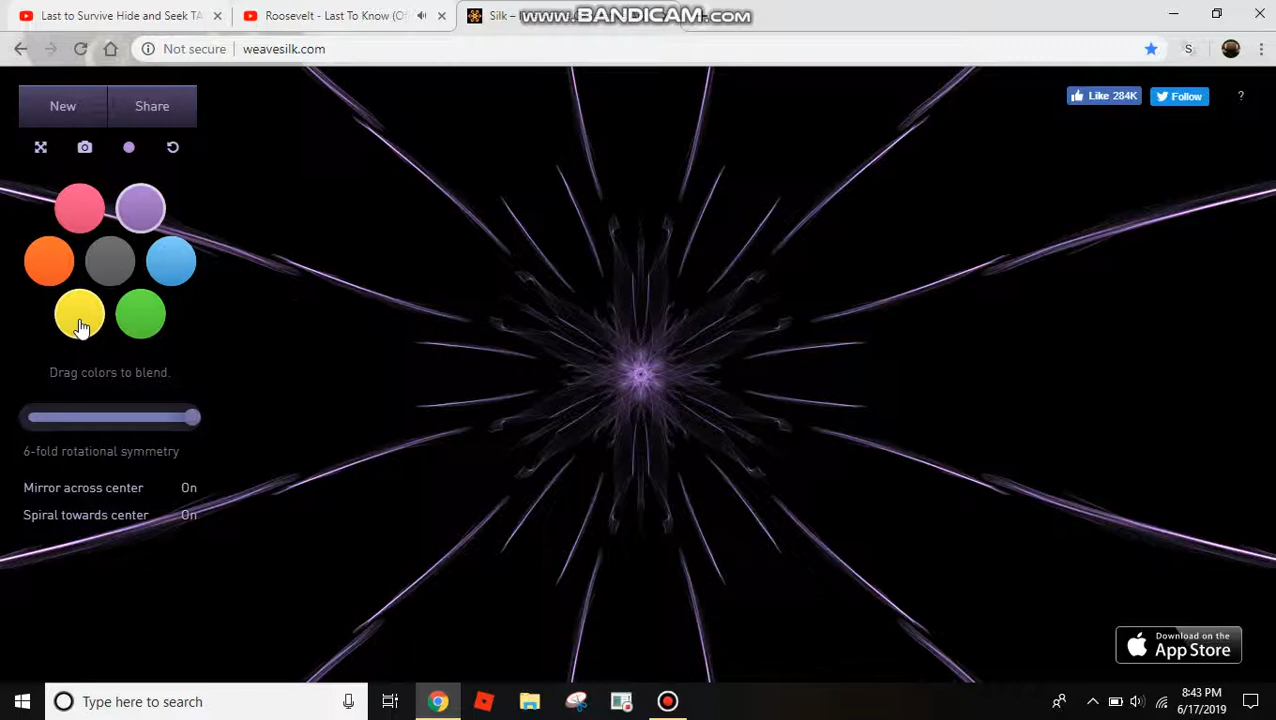 Last to Survive Hide and Seek TA
Roosevelt - Last To Know (O
Silk –
www.BANDICAM.com
Not secure
weavesilk.com
S
New
Share
Like 284K
Follow
?
Drag colors to blend.
6-fold rotational symmetry
Mirror across center On
Spiral towards center On
Download on the
App Store
Type here to search
6:43 PM
6/17/2019